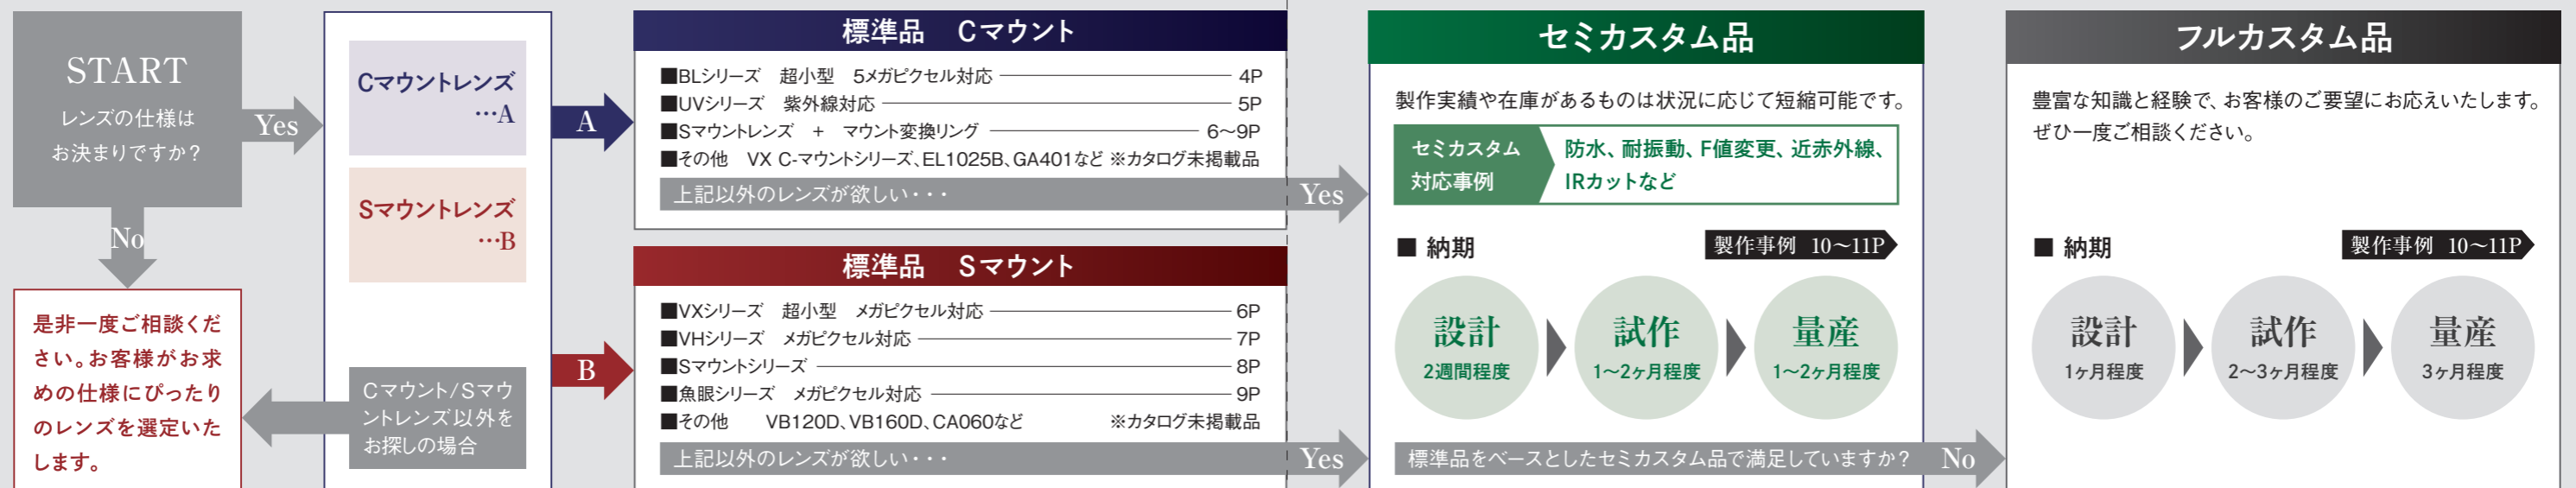 START
レンズの仕様は
お決まりですか？
Yes
No
是非一度ご相談くだ
さい。お客様がお求
めの仕様にぴったり
のレンズを選定いた
します。
Cマウントレンズ
…A
Sマウントレンズ
…B
Cマウント/Sマウ
ントレンズ以外を
お探しの場合
A
B
標準品　Cマウント
■BLシリーズ　超小型　5メガピクセル対応 4P
■UVシリーズ　紫外線対応 5P
■Sマウントレンズ　+　マウント変換リング 6〜9P
■その他　VX C-マウントシリーズ、EL1025B、GA401など ※カタログ未掲載品
上記以外のレンズが欲しい・・・
Yes
標準品　Sマウント
■VXシリーズ　超小型　メガピクセル対応 6P
■VHシリーズ　メガピクセル対応 7P
■Sマウントシリーズ 8P
■魚眼シリーズ　メガピクセル対応 9P
■その他　VB120D、VB160D、CA060など ※カタログ未掲載品
上記以外のレンズが欲しい・・・
Yes
セミカスタム品
製作実績や在庫があるものは状況に応じて短縮可能です。
セミカスタム
対応事例
防水、耐振動、F値変更、近赤外線、
IRカットなど
■ 納期
製作事例 10〜11P
設計
2週間程度
試作
1〜2ヶ月程度
量産
1〜2ヶ月程度
標準品をベースとしたセミカスタム品で満足していますか？
No
フルカスタム品
豊富な知識と経験で、お客様のご要望にお応えいたします。
ぜひ一度ご相談ください。
■ 納期
製作事例 10〜11P
設計
1ヶ月程度
試作
2〜3ヶ月程度
量産
3ヶ月程度